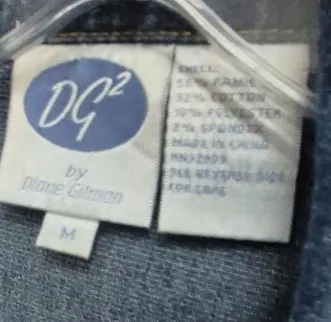 DG²
by
Diane Gilman
M
SHELL:
56% RAMIE
32% COTTON
10% POLYESTER
2% SPANDEX
MADE IN CHINA
SEE REVERSE SIDE
FOR CARE